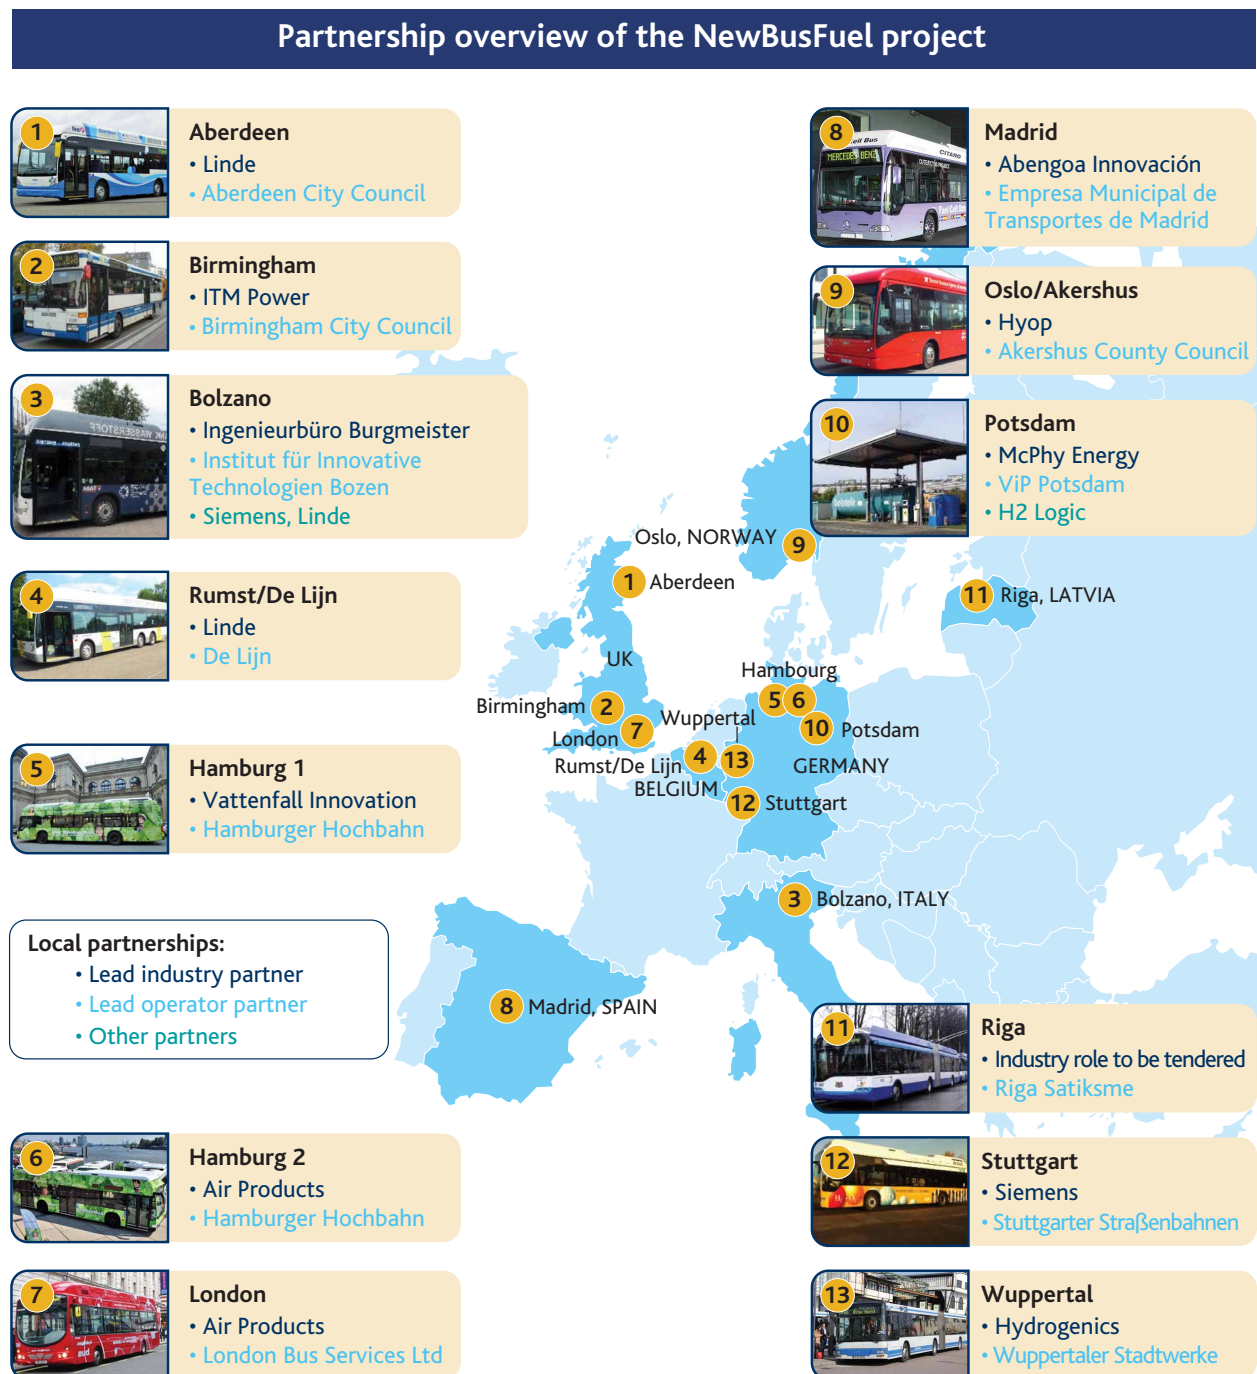 Partnership overview of the NewBusFuel project
1
Aberdeen
• Linde
• Aberdeen City Council
2
Birmingham
• ITM Power
• Birmingham City Council
3
Bolzano
• Ingenieurbüro Burgmeister
• Institut für Innovative
Technologien Bozen
• Siemens, Linde
4
Rumst/De Lijn
• Linde
• De Lijn
5
Hamburg 1
• Vattenfall Innovation
• Hamburger Hochbahn
Local partnerships:
• Lead industry partner
• Lead operator partner
• Other partners
6
Hamburg 2
• Air Products
• Hamburger Hochbahn
7
London
• Air Products
• London Bus Services Ltd
8
MERCEDES BENZ
CITARO
Madrid
• Abengoa Innovación
• Empresa Municipal de
Transportes de Madrid
9
Oslo/Akershus
• Hyop
• Akershus County Council
10
Potsdam
• McPhy Energy
• ViP Potsdam
• H2 Logic
Oslo, NORWAY 9
1 Aberdeen
11 Riga, LATVIA
UK
Hambourg
5 6
Birmingham 2
Wuppertal
London 7
10 Potsdam
Rumst/De Lijn 4
13
GERMANY
BELGIUM
12 Stuttgart
3 Bolzano, ITALY
8 Madrid, SPAIN
11
Riga
• Industry role to be tendered
• Riga Satiksme
12
Stuttgart
• Siemens
• Stuttgarter Straßenbahnen
13
Wuppertal
• Hydrogenics
• Wuppertaler Stadtwerke